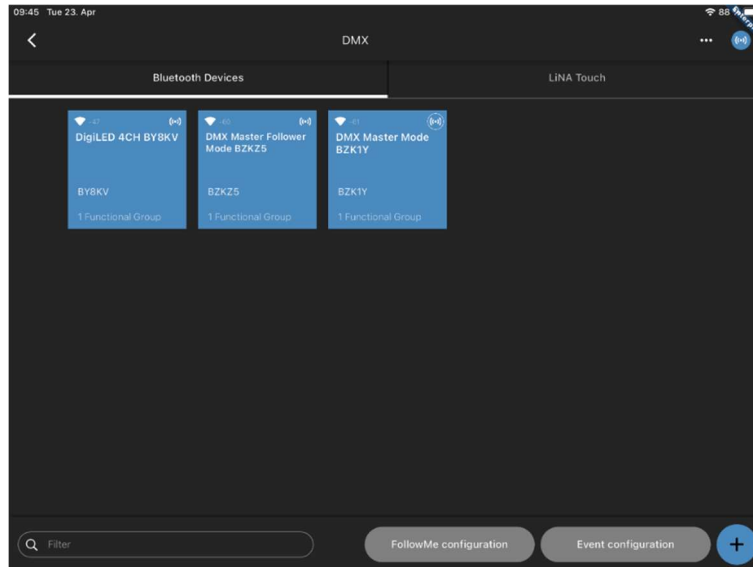 09:45 Tue 23. Apr
88
DMX
Bluetooth Devices
LiNA Touch
-47
DigiLED 4CH BY8KV
BY8KV
1 Functional Group
DMX Master Follower
Mode BZKZ5
BZKZ5
1 Functional Group
-61
DMX Master Mode
BZK1Y
BZK1Y
1 Functional Group
Filter
FollowMe configuration
Event configuration